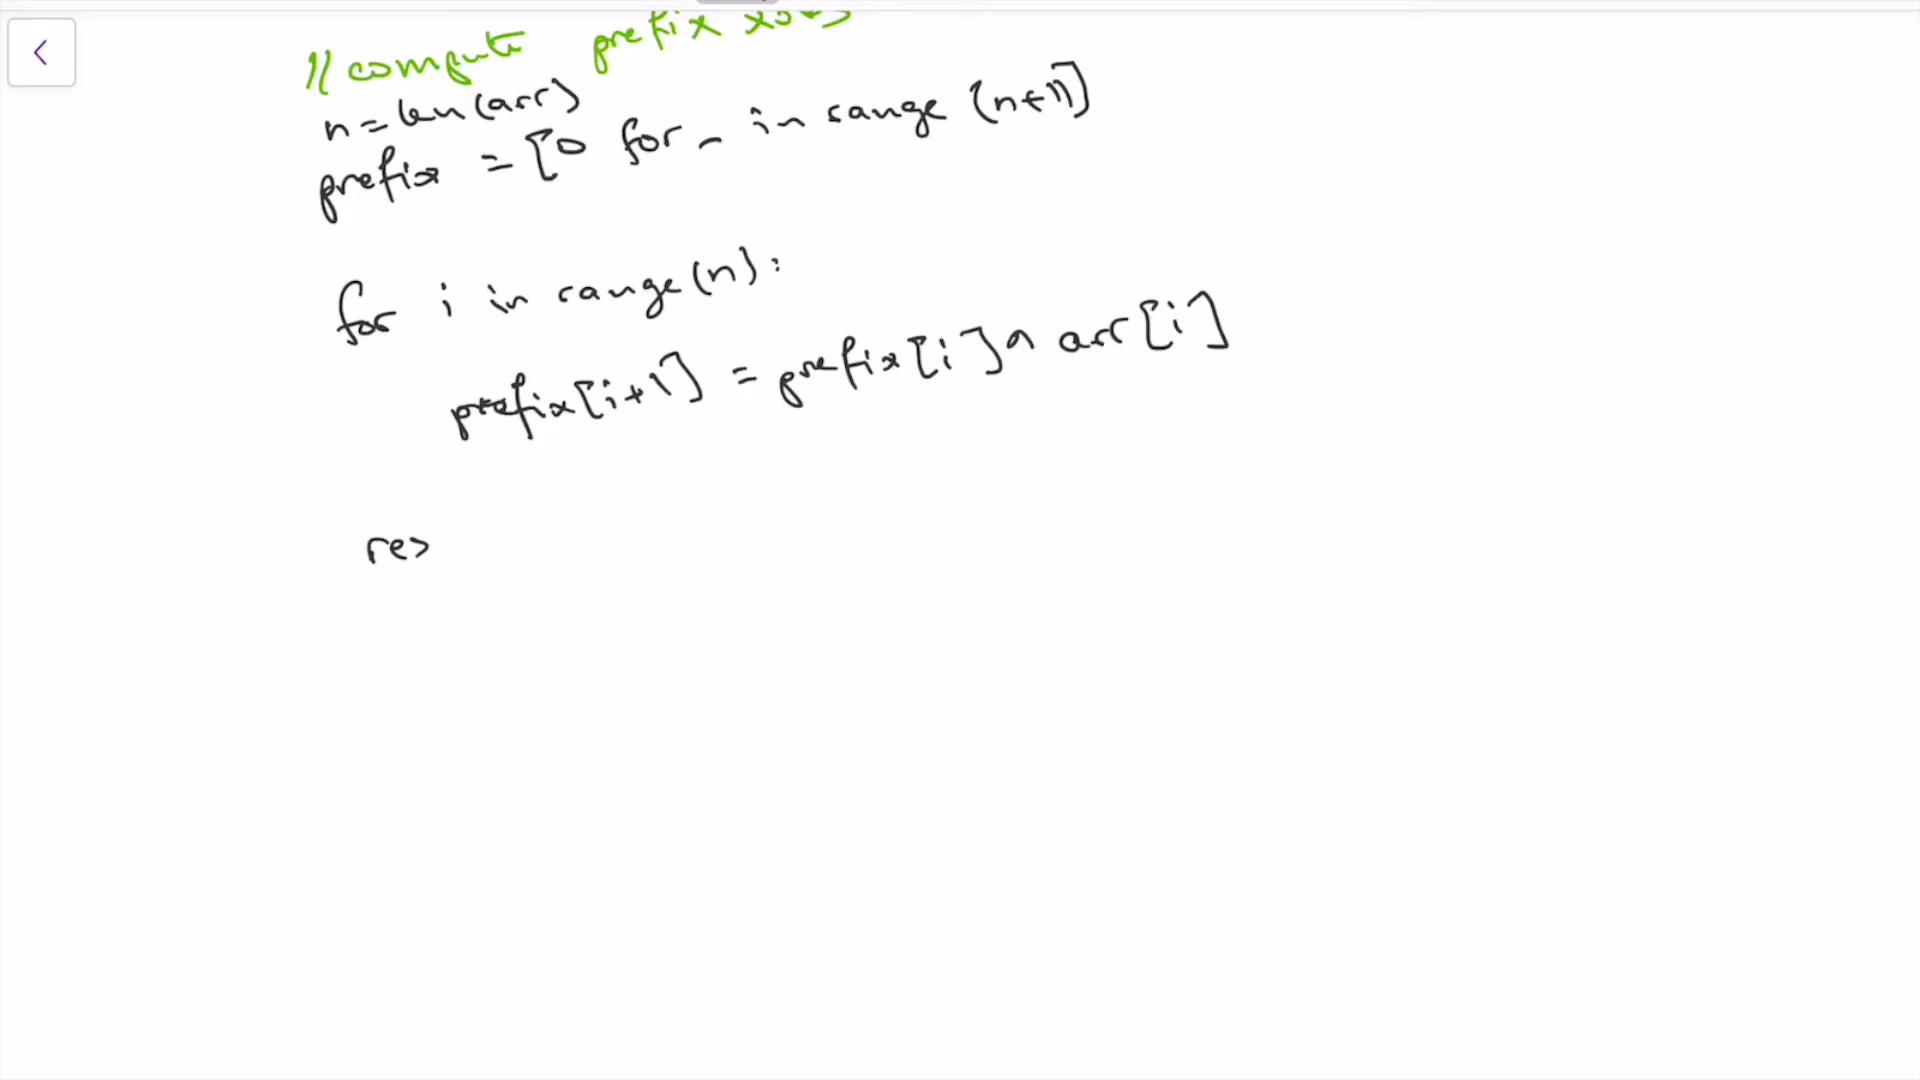 // compute prefix xors
n = len(arr)
prefix = [0 for _ in range (n+1)]
for i in range(n):
prefix[i+1] = prefix[i] ^ arr[i]
res